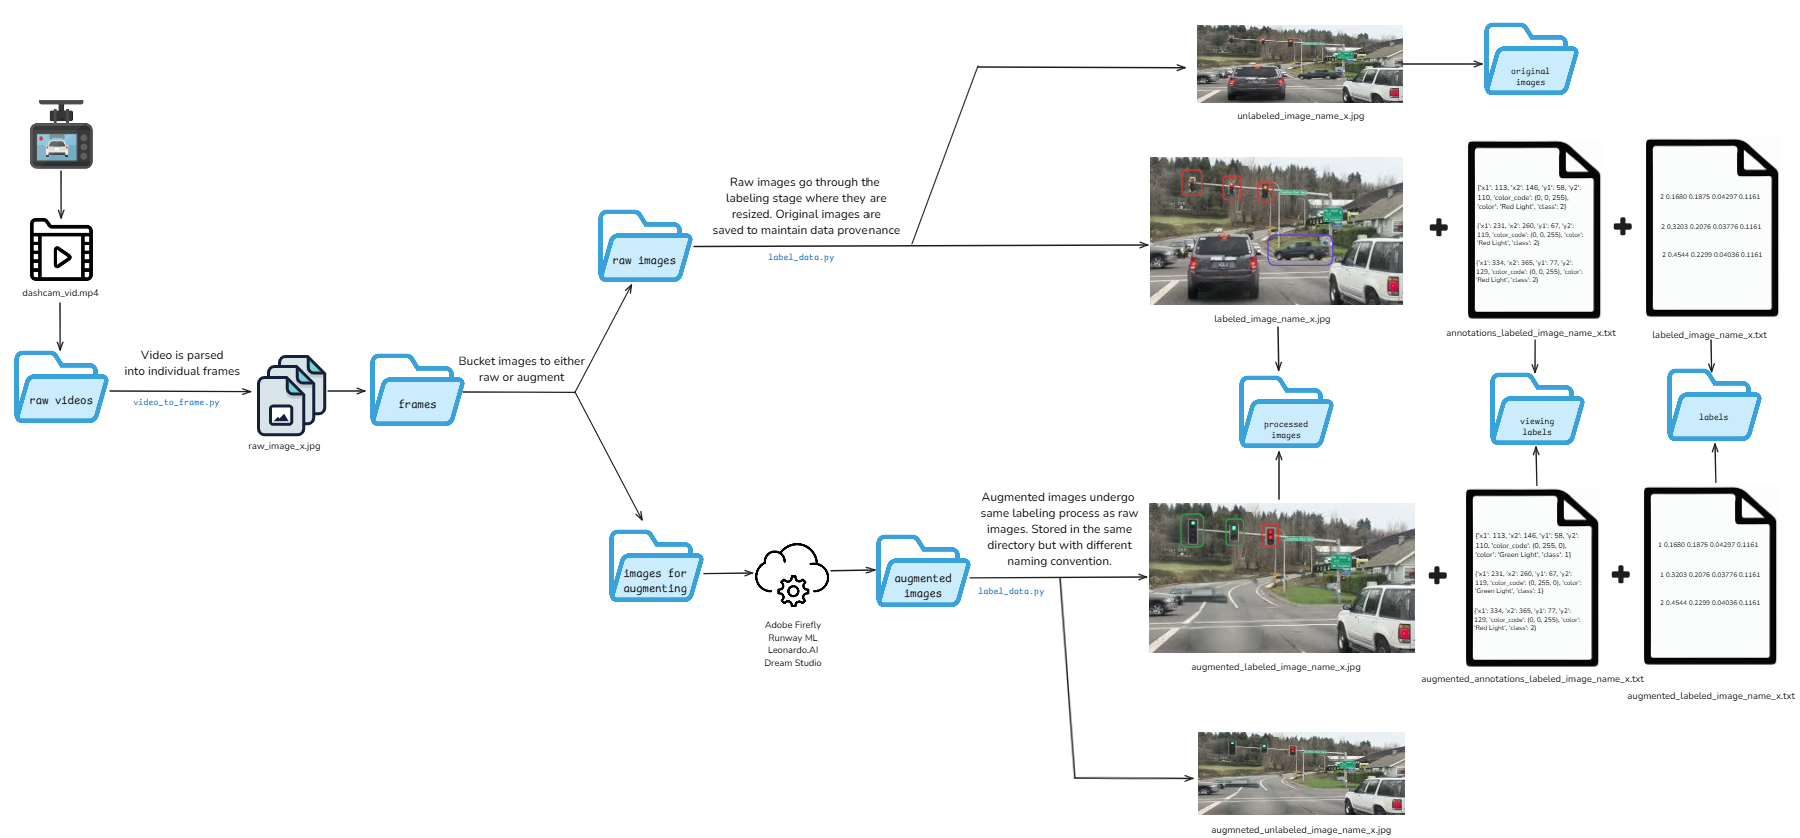 dashcam_vid.mp4
raw videos
Video is parsed
into individual frames
video_to_frame.py
raw_image_x.jpg
frames
Bucket images to either
raw or augment
raw images
Raw images go through the
labeling stage where they are
resized. Original images are
saved to maintain data provenance
label_data.py
unlabeled_image_name_x.jpg
original
images
labeled_image_name_x.jpg
{'x1': 113, 'x2': 146, 'y1': 58, 'y2':
110, 'color_code': (0, 0, 255),
'color': 'Red Light', 'class': 2}
{'x1': 231, 'x2': 260, 'y1': 67, 'y2':
119, 'color_code': (0, 0, 255), 'color':
'Red Light', 'class': 2}
{'x1': 334, 'x2': 365, 'y1': 77, 'y2':
129, 'color_code': (0, 0, 255), 'color':
'Red Light', 'class': 2}
annotations_labeled_image_name_x.txt
2 0.1680 0.1875 0.04297 0.1161
2 0.3203 0.2076 0.03776 0.1161
2 0.4544 0.2299 0.04036 0.1161
labeled_image_name_x.txt
processed
images
viewing
labels
labels
images for
augmenting
Adobe Firefly
Runway ML
Leonardo.AI
Dream Studio
augmented
images
Augmented images undergo
same labeling process as raw
images. Stored in the same
directory but with different
naming convention.
label_data.py
augmented_labeled_image_name_x.jpg
{'x1': 113, 'x2': 146, 'y1': 58, 'y2':
110, 'color_code': (0, 255, 0),
'color': 'Green Light', 'class': 1}
{'x1': 231, 'x2': 260, 'y1': 67, 'y2':
119, 'color_code': (0, 255, 0), 'color':
'Green Light', 'class': 1}
{'x1': 334, 'x2': 365, 'y1': 77, 'y2':
129, 'color_code': (0, 0, 255), 'color':
'Red Light', 'class': 2}
augmented_annotations_labeled_image_name_x.txt
1 0.1680 0.1875 0.04297 0.1161
1 0.3203 0.2076 0.03776 0.1161
2 0.4544 0.2299 0.04036 0.1161
augmented_labeled_image_name_x.txt
augmneted_unlabeled_image_name_x.jpg